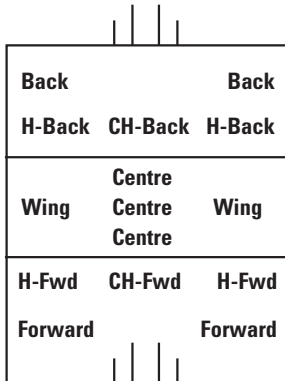 Back Back
H-Back CH-Back H-Back
Centre
Wing Centre Wing
Centre
H-Fwd CH-Fwd H-Fwd
Forward Forward